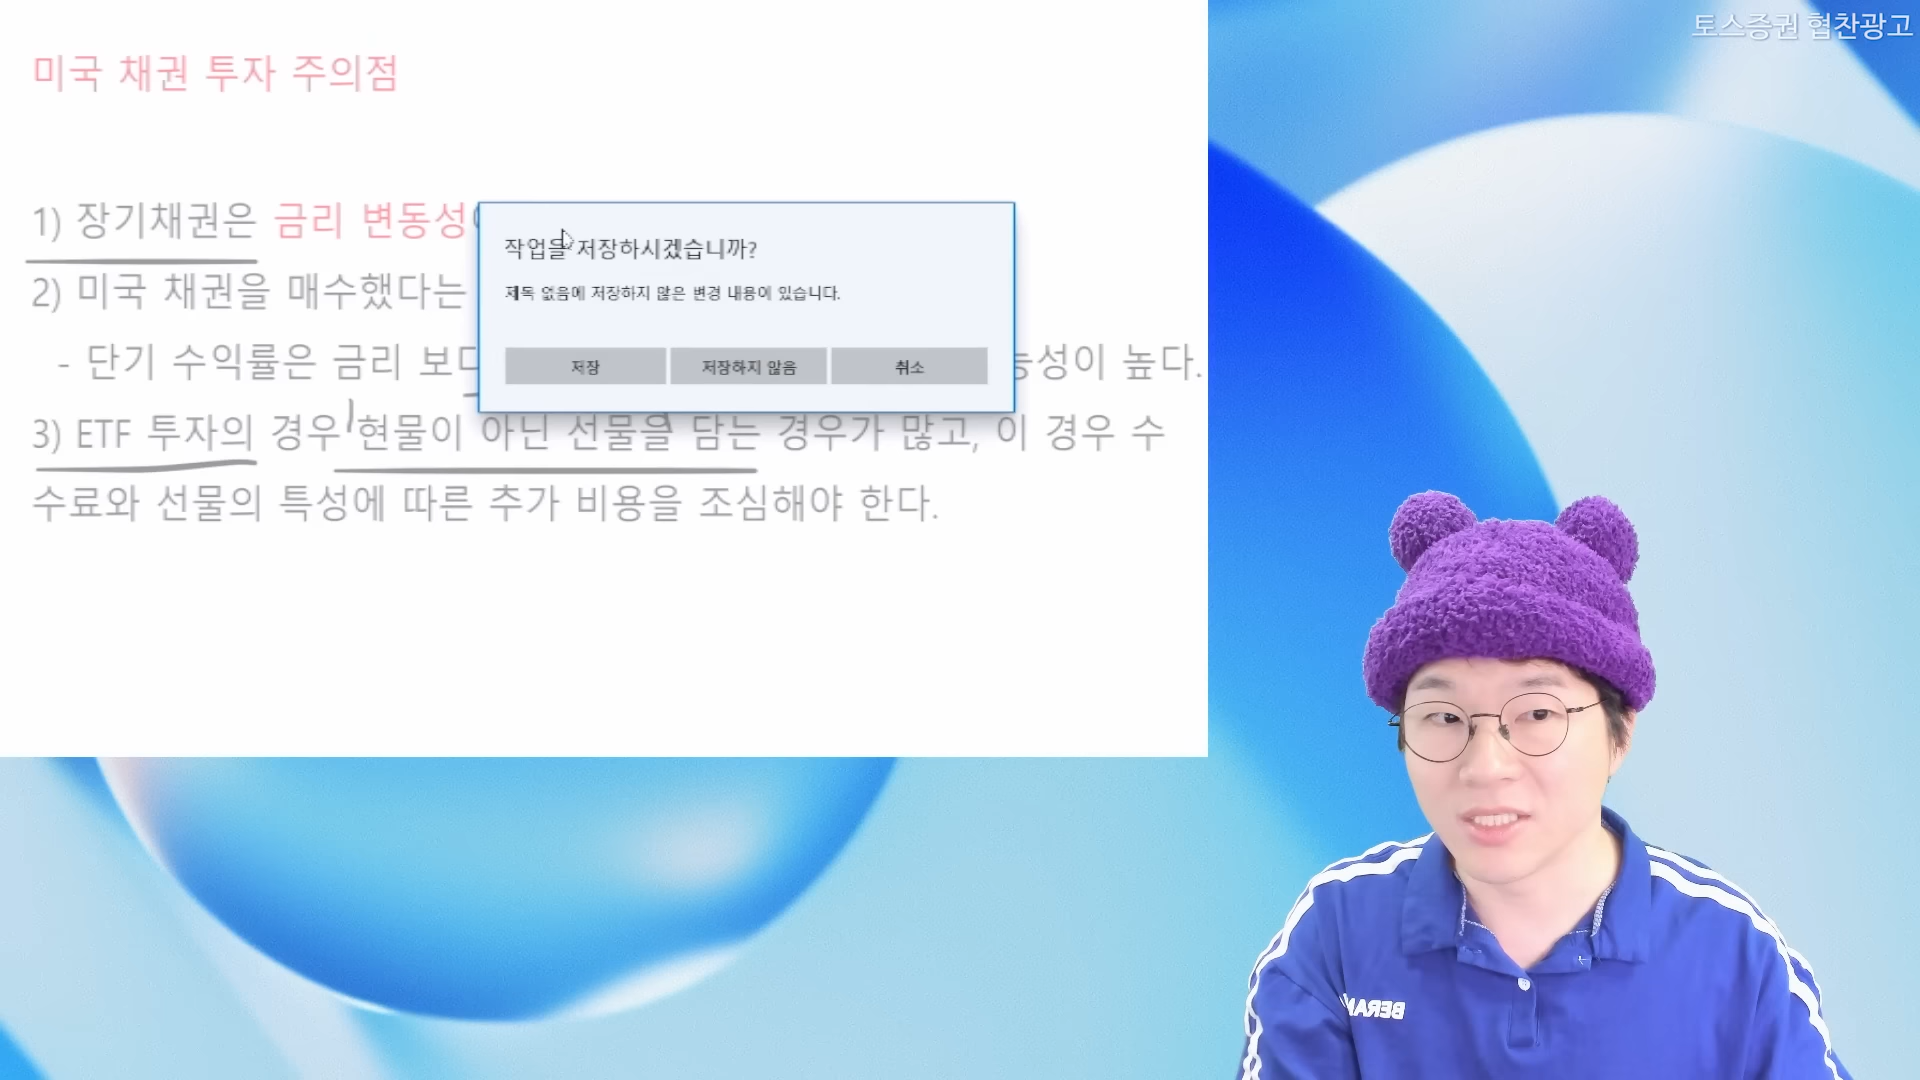 토스증권 협찬광고
미국 채권 투자 주의점
1) 장기채권은 금리 변동성
2) 미국 채권을 매수했다는
- 단기 수익률은 금리 보다
능성이 높다.
3) ETF 투자의 경우 현물이 아닌 선물을 담는 경우가 많고, 이 경우 수
수료와 선물의 특성에 따른 추가 비용을 조심해야 한다.
작업을 저장하시겠습니까?
제목 없음에 저장하지 않은 변경 내용이 있습니다.
저장 저장하지 않음 취소